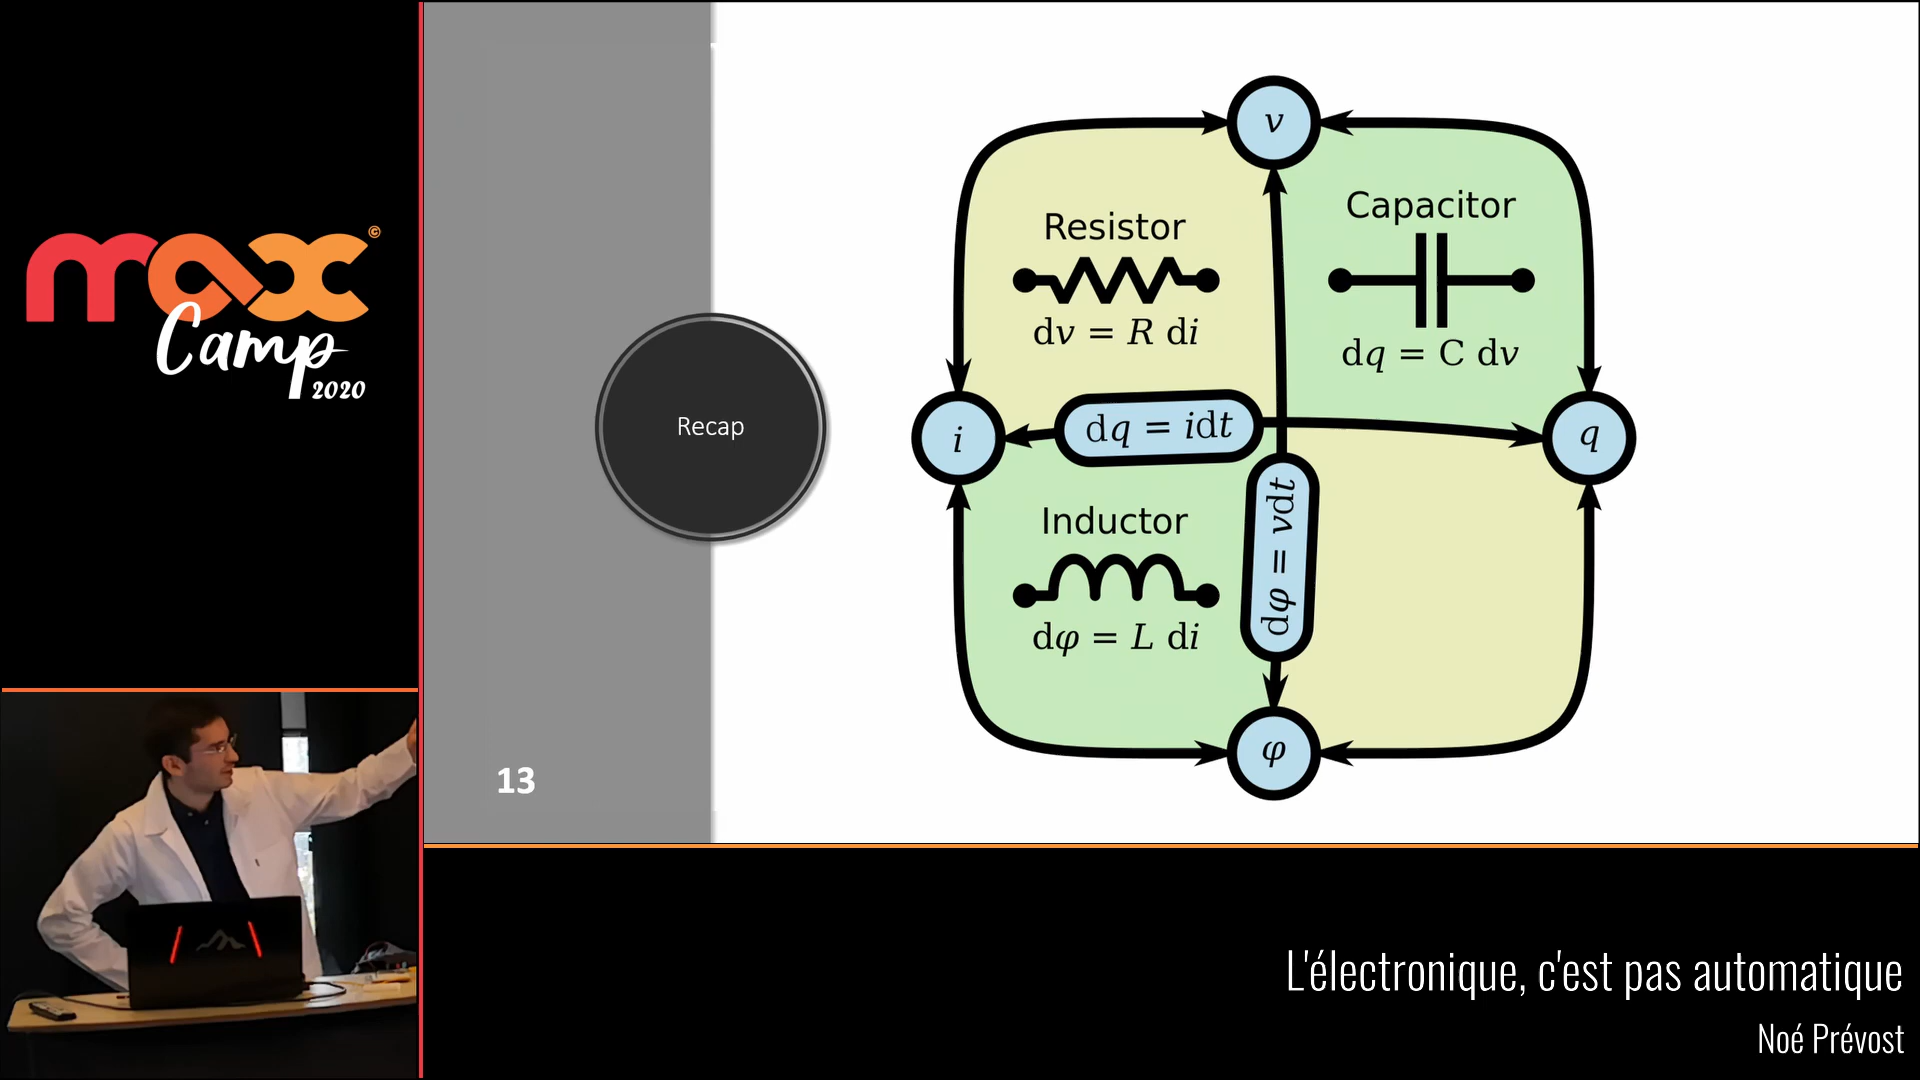 max©
Camp
2020
Recap
13
v
Resistor
dv = R di
Capacitor
dq = C dv
i
dq = idt
q
Inductor
dφ = L di
dφ = vdt
φ
L'électronique, c'est pas automatique
Noé Prévost